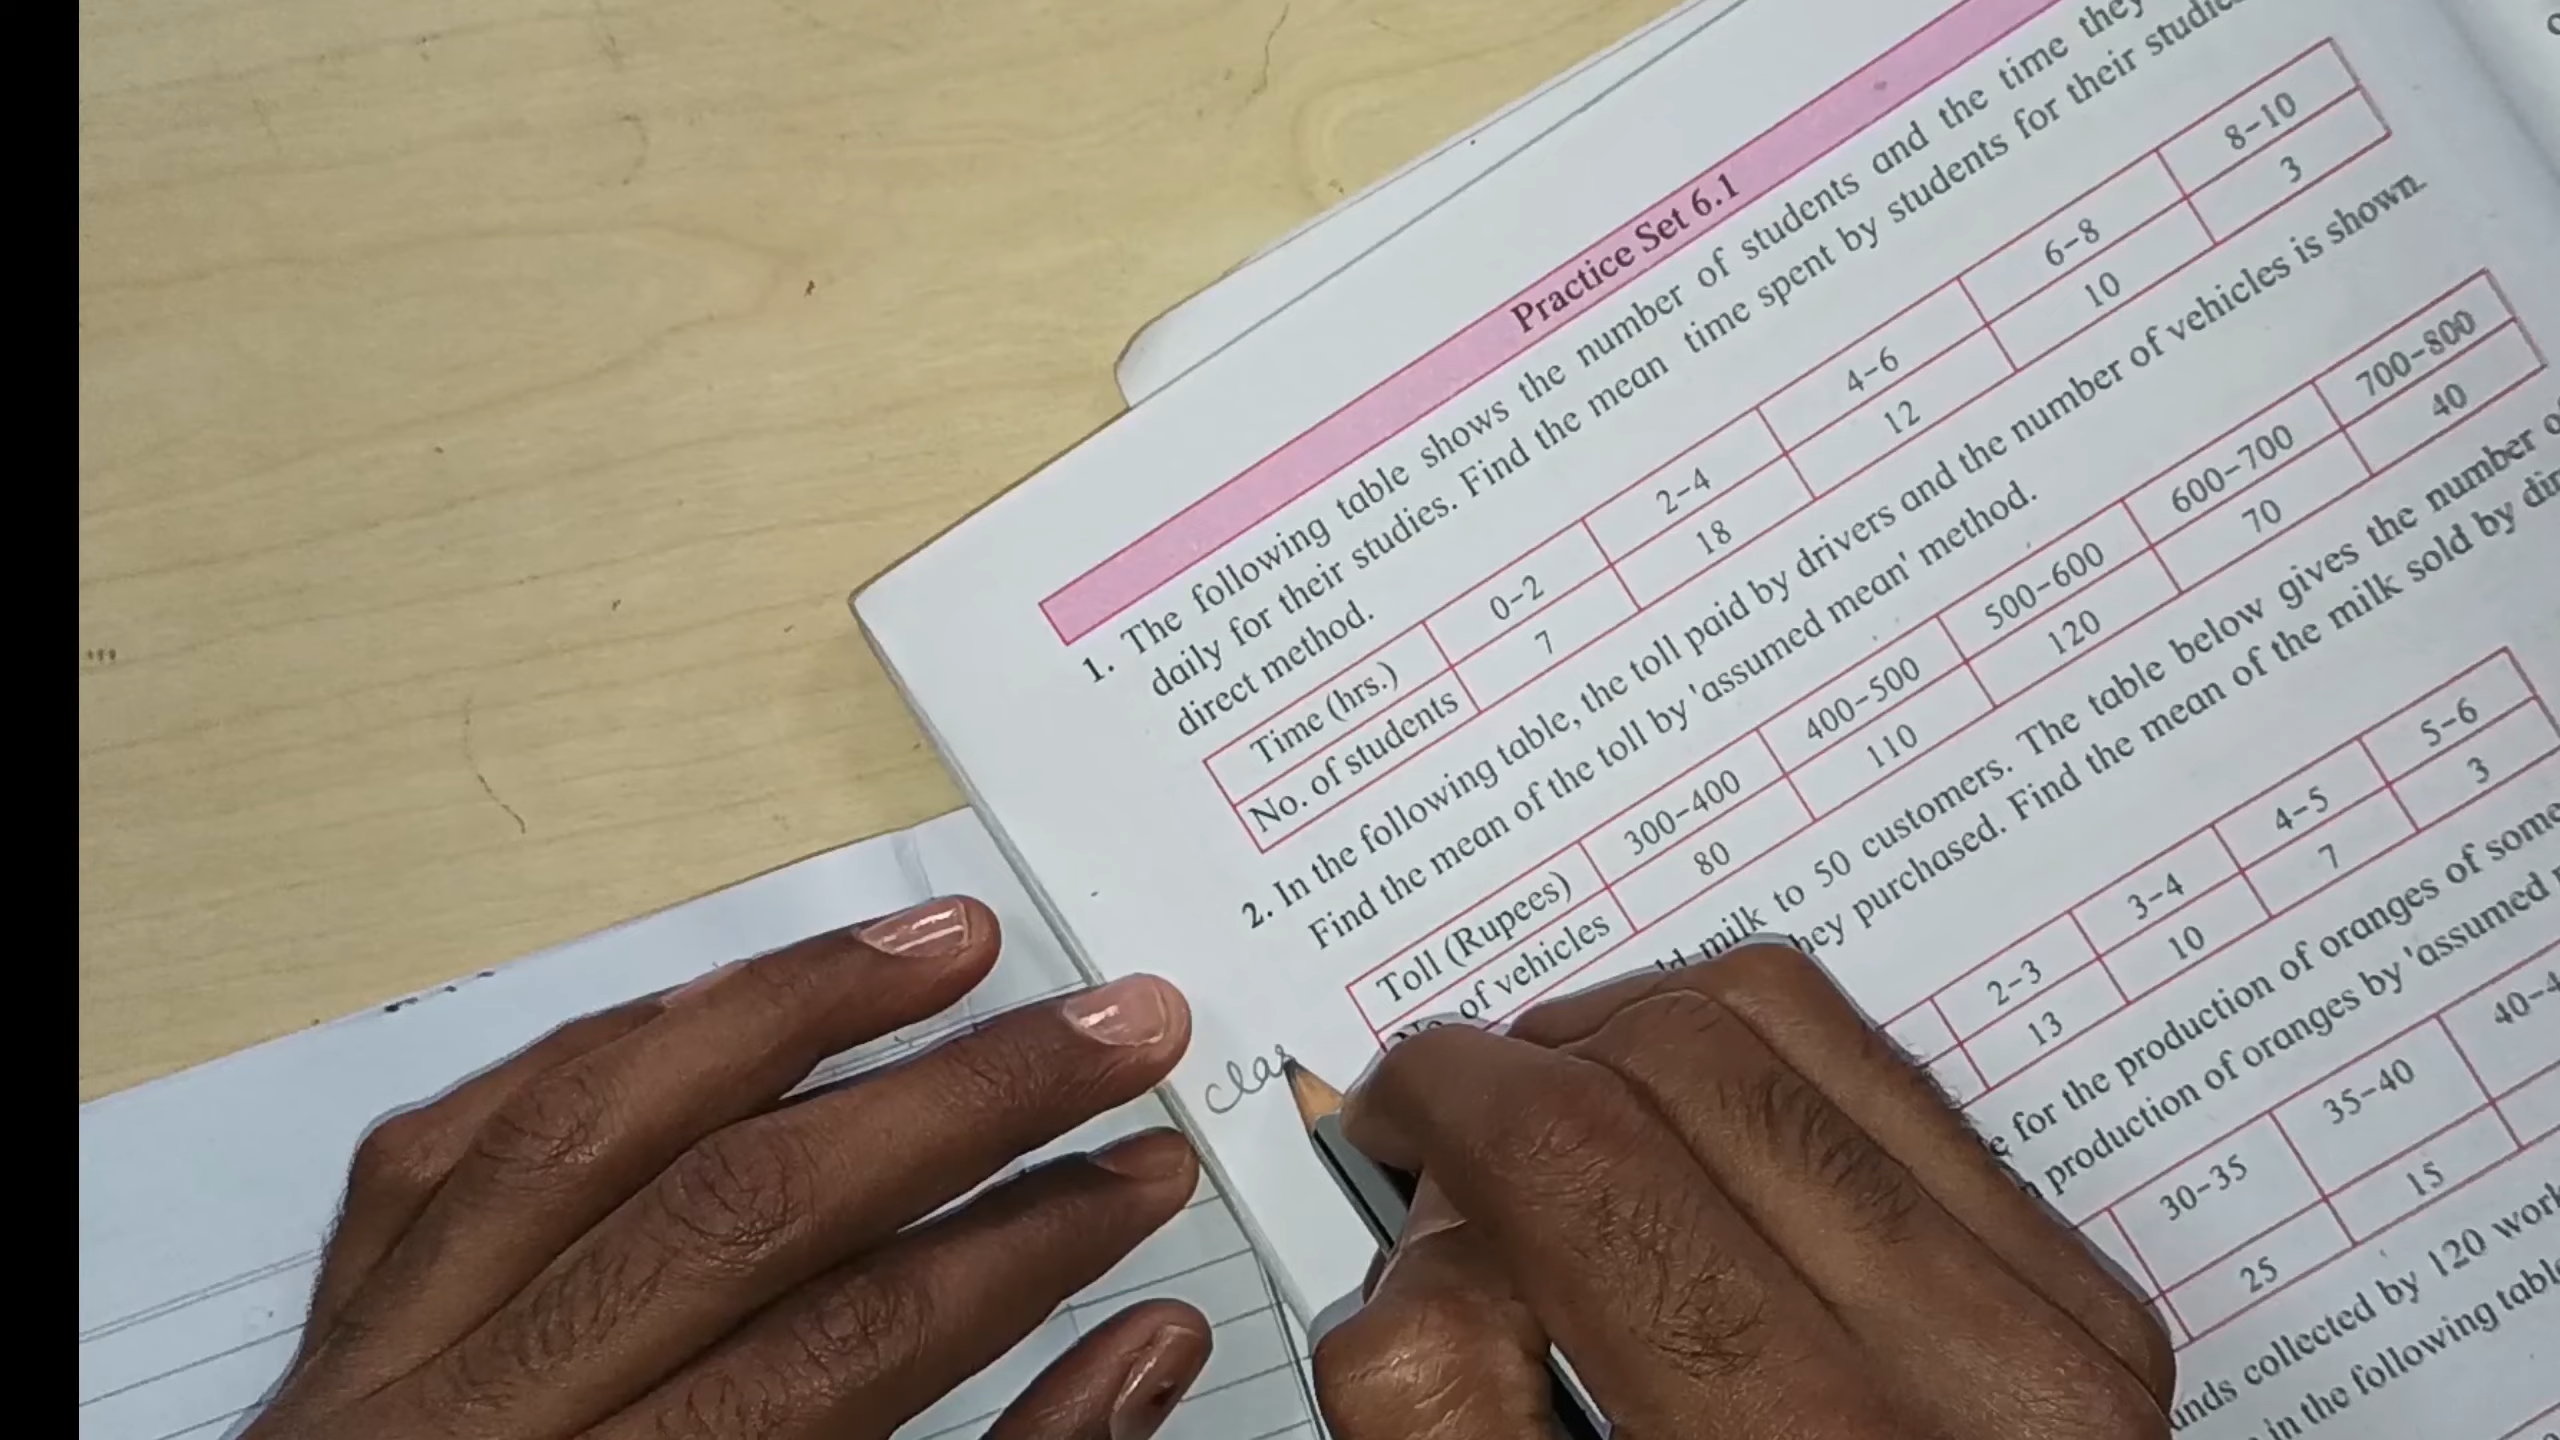 Practice Set 6.1
1. The following table shows the number of students and the time they
daily for their studies. Find the mean time spent by students for their
direct method.
Time (hrs.) 0-2 2-4 4-6 6-8 8-10
No. of students 7 18 12 10 3
2. In the following table, the toll paid by drivers and the number of vehicles is shown.
Find the mean of the toll by 'assumed mean' method.
Toll (Rupees) 300-400 400-500 500-600 600-700 700-800
of vehicles 80 110 120 70 40
milk to 50 customers. The table below gives the number
purchased. Find the mean of the milk sold by
2-3 3-4 4-5 5-6
13 10 7 3
for the production of oranges of
production of oranges by 'assumed
30-35 35-40
25 15
collected by 120
in the following